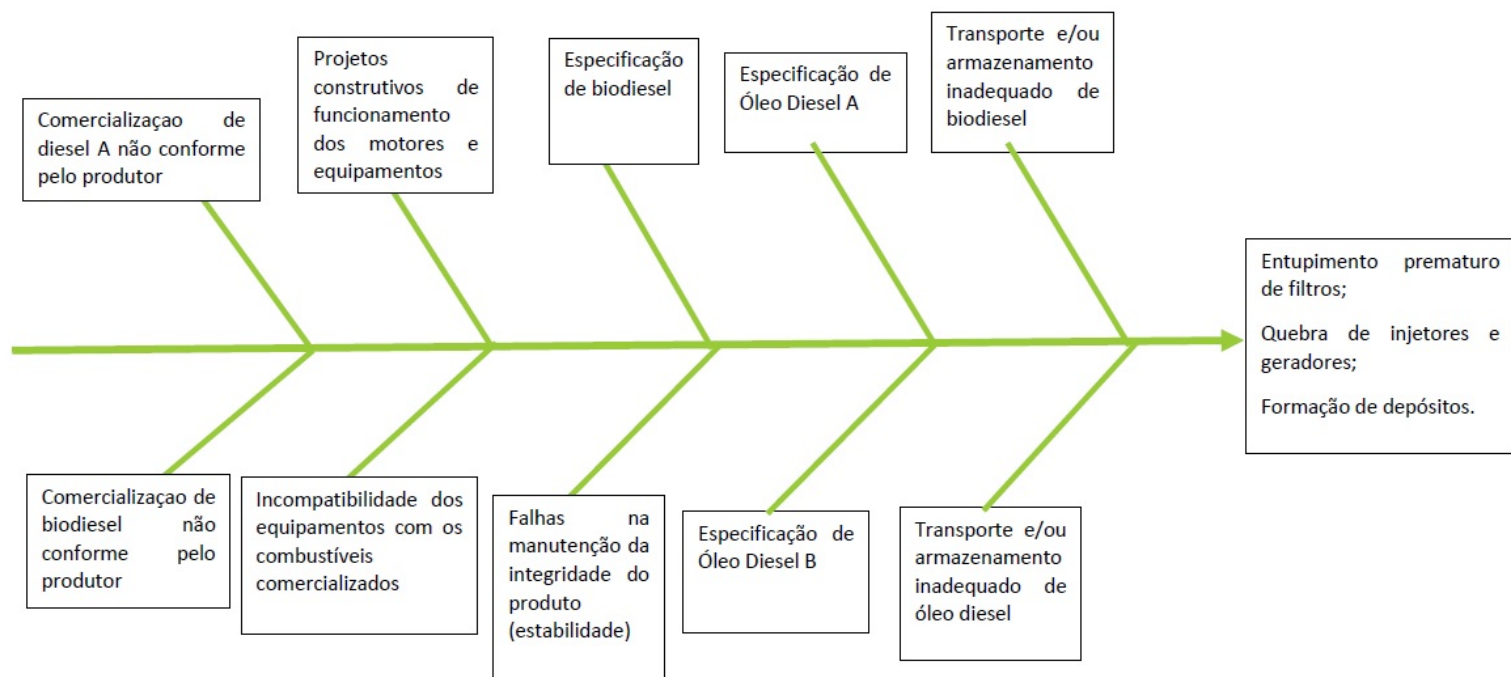 Comercializaçao de
diesel A não conforme
pelo produtor
Projetos
construtivos de
funcionamento
dos motores e
equipamentos
Especificação
de biodiesel
Especificação de
Óleo Diesel A
Transporte e/ou
armazenamento
inadequado de
biodiesel
Entupimento prematuro
de filtros;
Quebra de injetores e
geradores;
Formação de depósitos.
Comercializaçao de
biodiesel não
conforme pelo
produtor
Incompatibilidade dos
equipamentos com os
combustíveis
comercializados
Falhas na
manutenção da
integridade do
produto
(estabilidade)
Especificação de
Óleo Diesel B
Transporte e/ou
armazenamento
inadequado de
óleo diesel